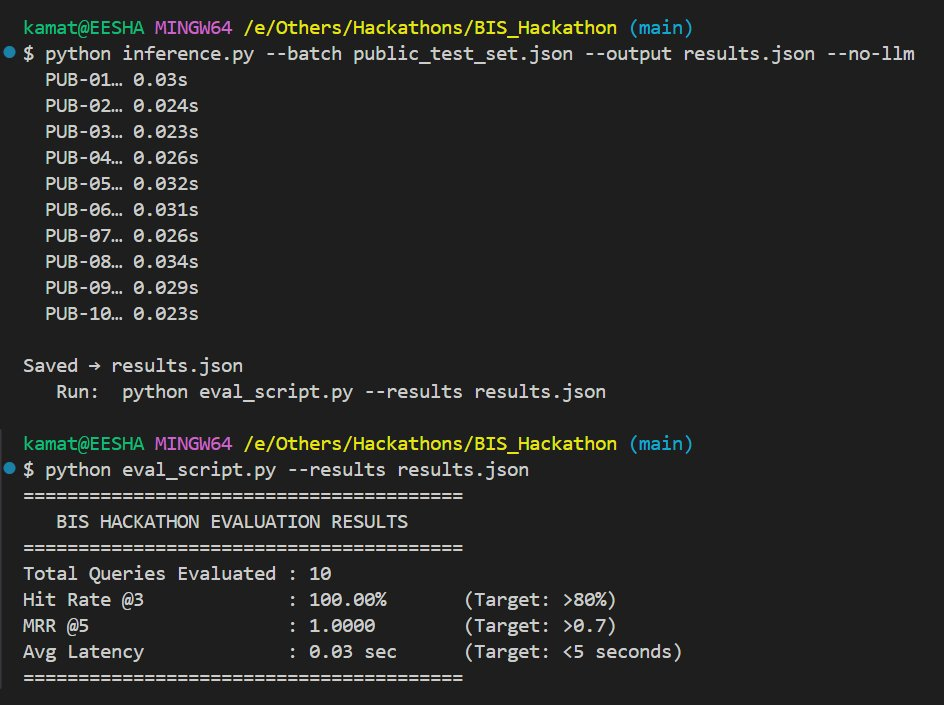 kamat@EESHA MINGW64 /e/Others/Hackathons/BIS_Hackathon (main)
$ python inference.py --batch public_test_set.json --output results.json --no-llm
PUB-01… 0.03s
PUB-02… 0.024s
PUB-03… 0.023s
PUB-04… 0.026s
PUB-05… 0.032s
PUB-06… 0.031s
PUB-07… 0.026s
PUB-08… 0.034s
PUB-09… 0.029s
PUB-10… 0.023s
Saved → results.json
Run:  python eval_script.py --results results.json
kamat@EESHA MINGW64 /e/Others/Hackathons/BIS_Hackathon (main)
$ python eval_script.py --results results.json
========================================
BIS HACKATHON EVALUATION RESULTS
========================================
Total Queries Evaluated : 10
Hit Rate @3             : 100.00%       (Target: >80%)
MRR @5                  : 1.0000        (Target: >0.7)
Avg Latency             : 0.03 sec      (Target: <5 seconds)
========================================